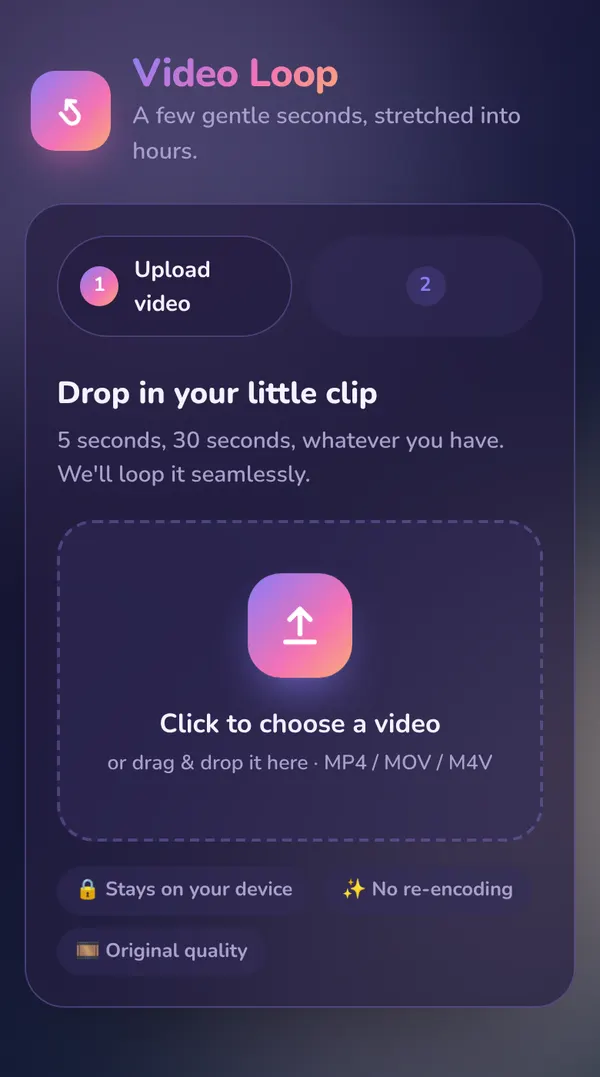 Video Loop
A few gentle seconds, stretched into
hours.
1 Upload
video
2
Drop in your little clip
5 seconds, 30 seconds, whatever you have.
We'll loop it seamlessly.
Click to choose a video
or drag & drop it here · MP4 / MOV / M4V
🔒 Stays on your device ✨ No re-encoding
🎞️ Original quality